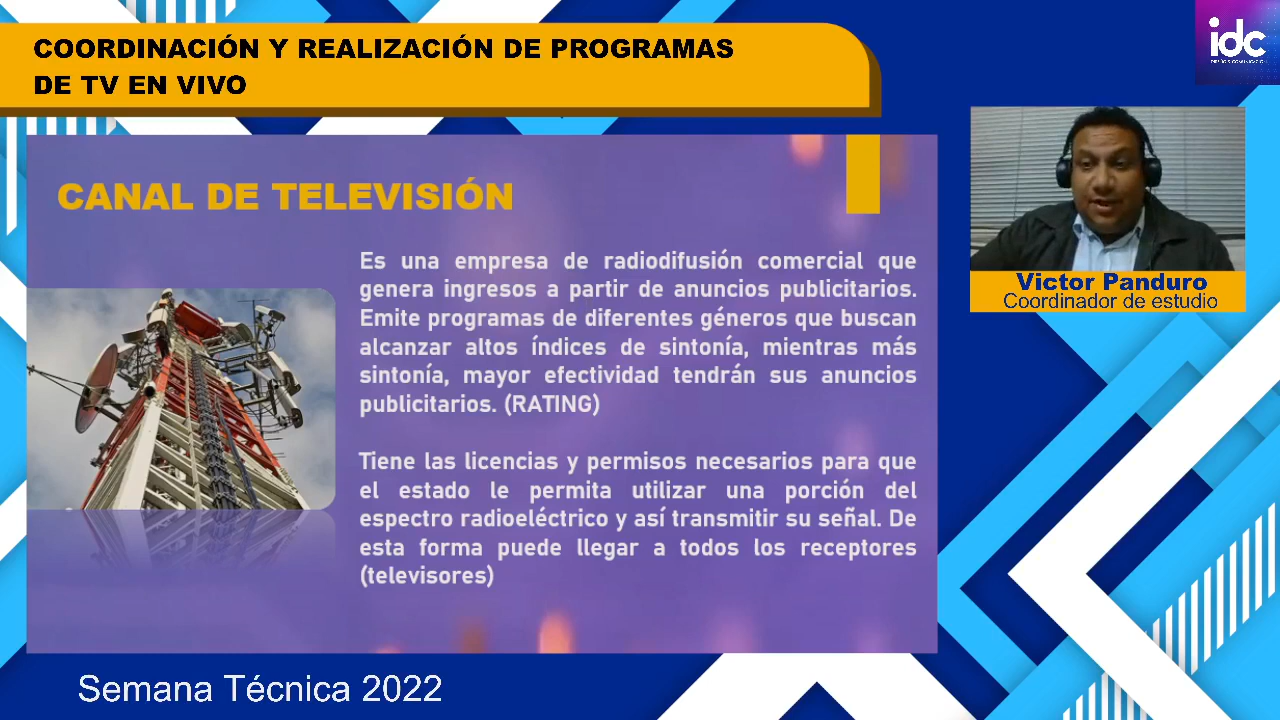 COORDINACIÓN Y REALIZACIÓN DE PROGRAMAS
DE TV EN VIVO
idc
CANAL DE TELEVISIÓN
Es una empresa de radiodifusión comercial que
genera ingresos a partir de anuncios publicitarios.
Emite programas de diferentes géneros que buscan
alcanzar altos índices de sintonía, mientras más
sintonía, mayor efectividad tendrán sus anuncios
publicitarios. (RATING)
Tiene las licencias y permisos necesarios para que
el estado le permita utilizar una porción del
espectro radioeléctrico y así transmitir su señal. De
esta forma puede llegar a todos los receptores
(televisores)
Victor Panduro
Coordinador de estudio
Semana Técnica 2022